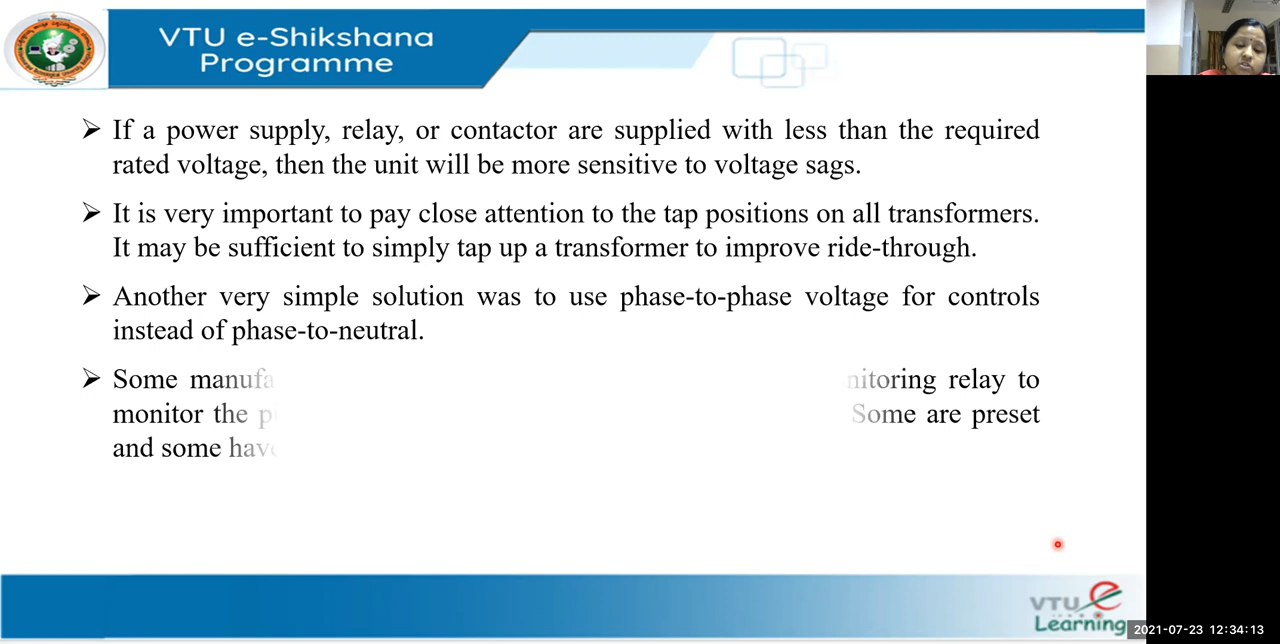 VTU e-Shikshana
Programme
➢ If a power supply, relay, or contactor are supplied with less than the required
rated voltage, then the unit will be more sensitive to voltage sags.
➢ It is very important to pay close attention to the tap positions on all transformers.
It may be sufficient to simply tap up a transformer to improve ride-through.
➢ Another very simple solution was to use phase-to-phase voltage for controls
instead of phase-to-neutral.
➢ Some relay to
monitor the Some are preset
and some
VTU e
Learning
2021-07-23 12:34:13